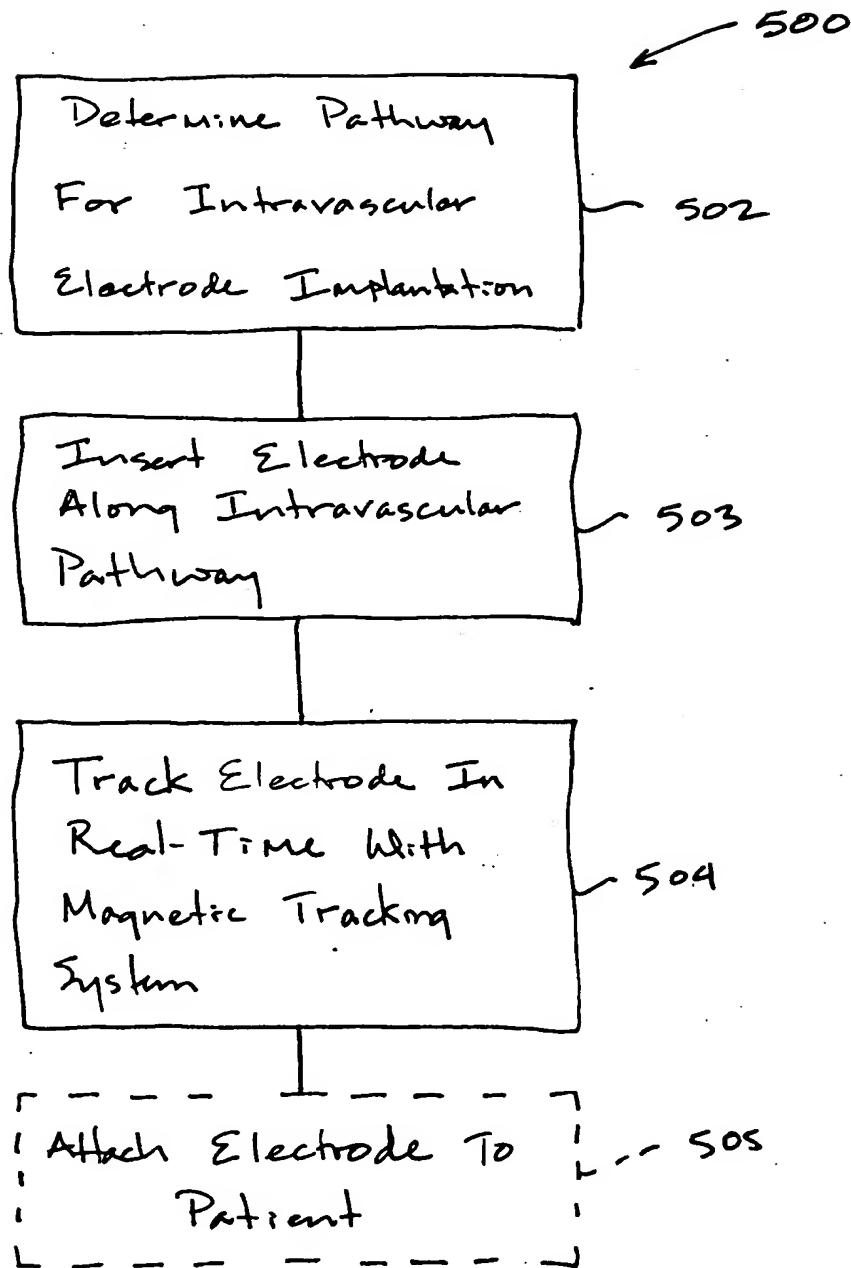 500
Determine Pathway
For Intravascular
Electrode Implantation
502
Insert Electrode
Along Intravascular
Pathway
503
Track Electrode In
Real-Time With
Magnetic Tracking
System
504
Attach Electrode To
Patient
505